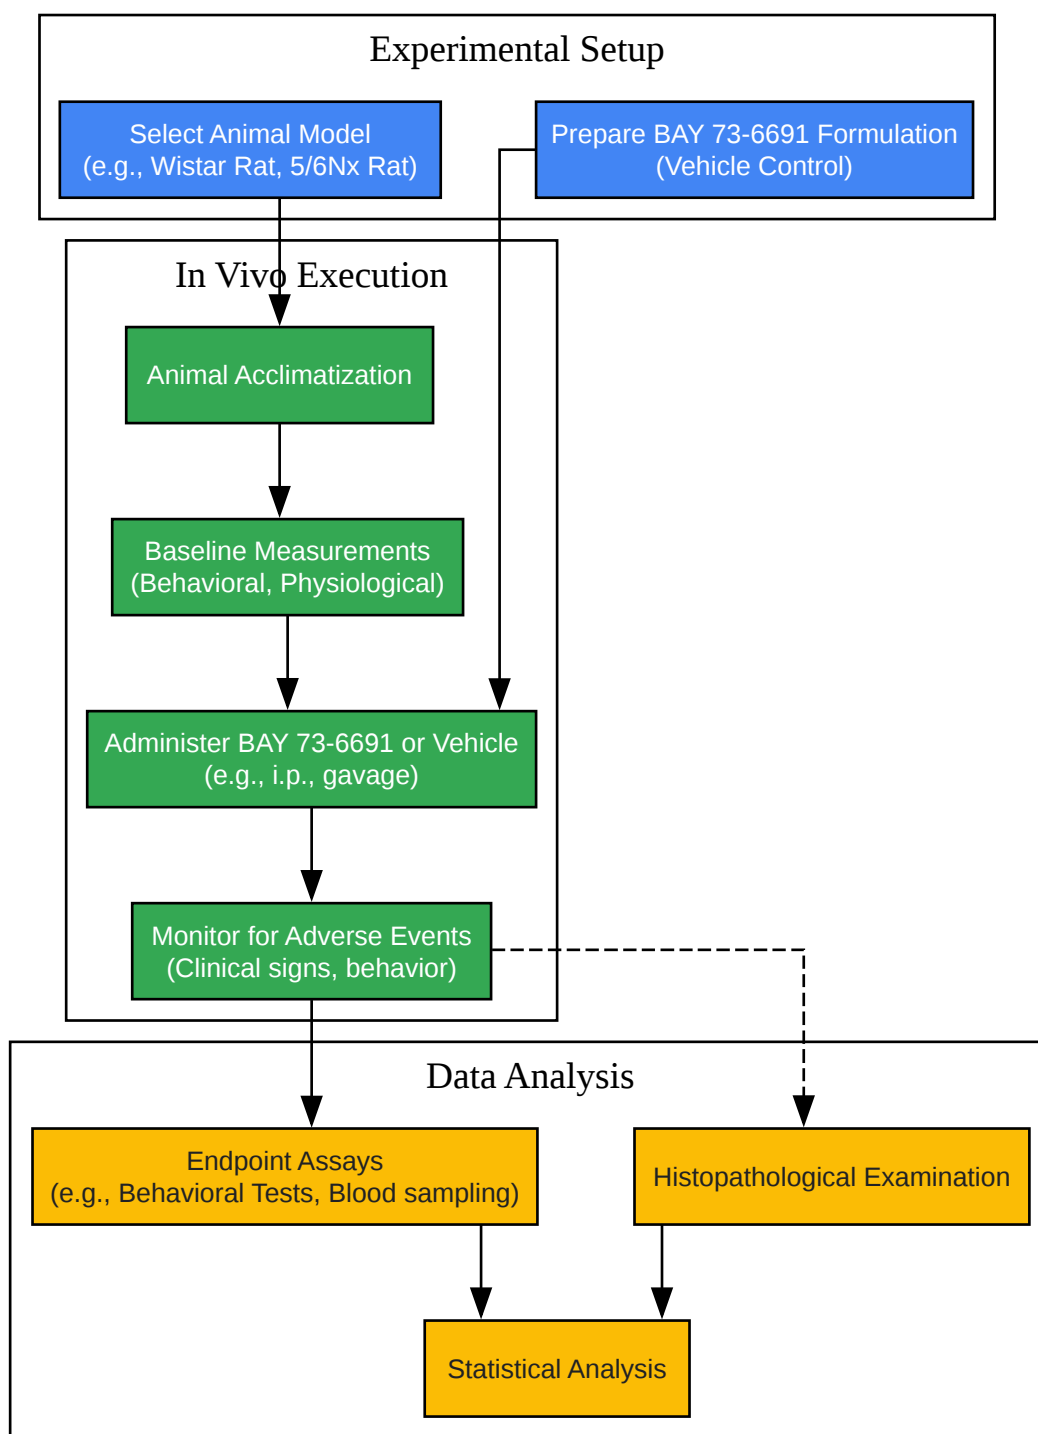 Experimental Setup
Select Animal Model
(e.g., Wistar Rat, 5/6Nx Rat)
Prepare BAY 73-6691 Formulation
(Vehicle Control)
In Vivo Execution
Animal Acclimatization
Baseline Measurements
(Behavioral, Physiological)
Administer BAY 73-6691 or Vehicle
(e.g., i.p., gavage)
Monitor for Adverse Events
(Clinical signs, behavior)
Data Analysis
Endpoint Assays
(e.g., Behavioral Tests, Blood sampling)
Histopathological Examination
Statistical Analysis